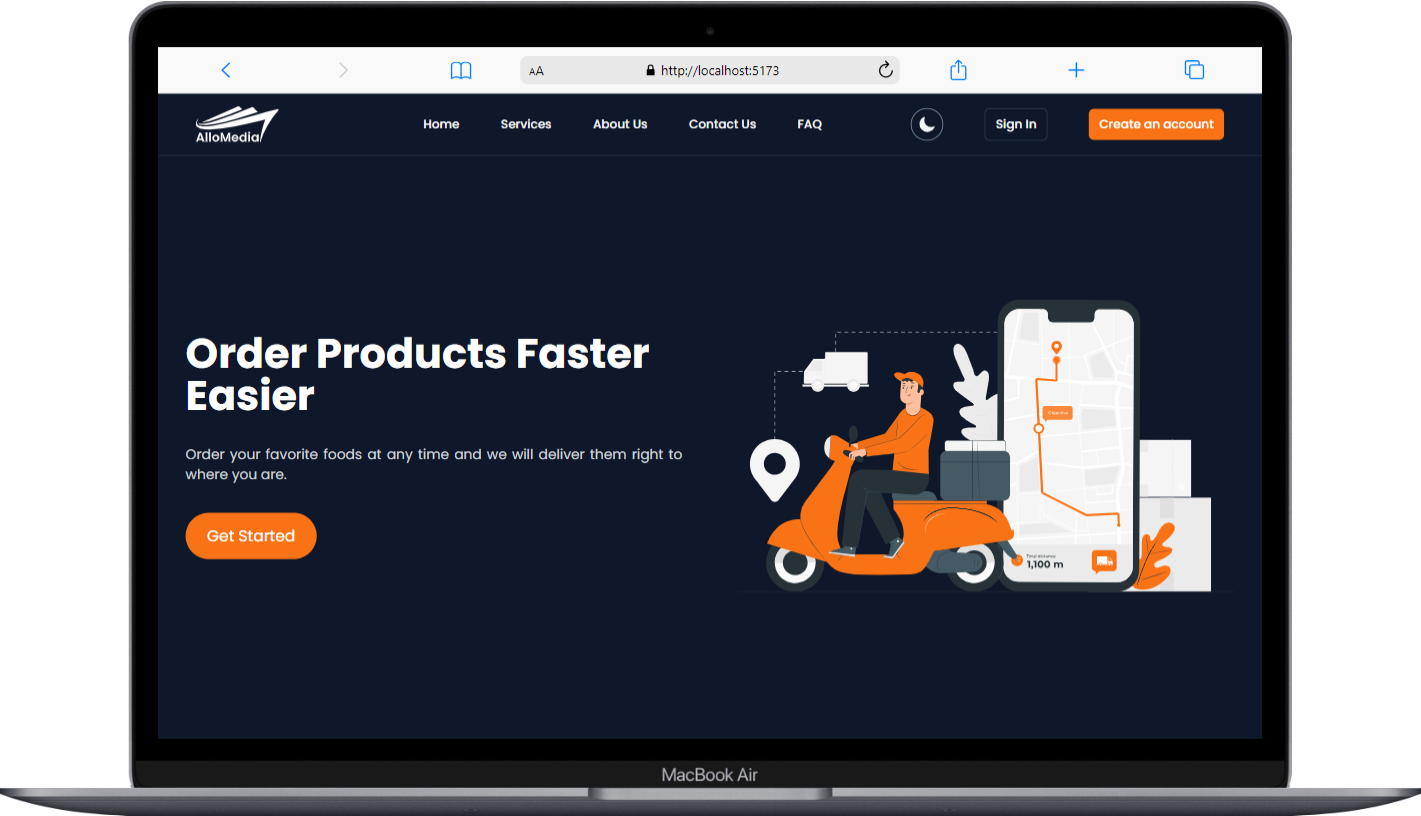 AA http://localhost:5173
AlloMedia
Home Services About Us Contact Us FAQ
Sign In Create an account
Order Products Faster
Easier
Order your favorite foods at any time and we will deliver them right to
where you are.
Get Started
Total distance
1,100 m
MacBook Air